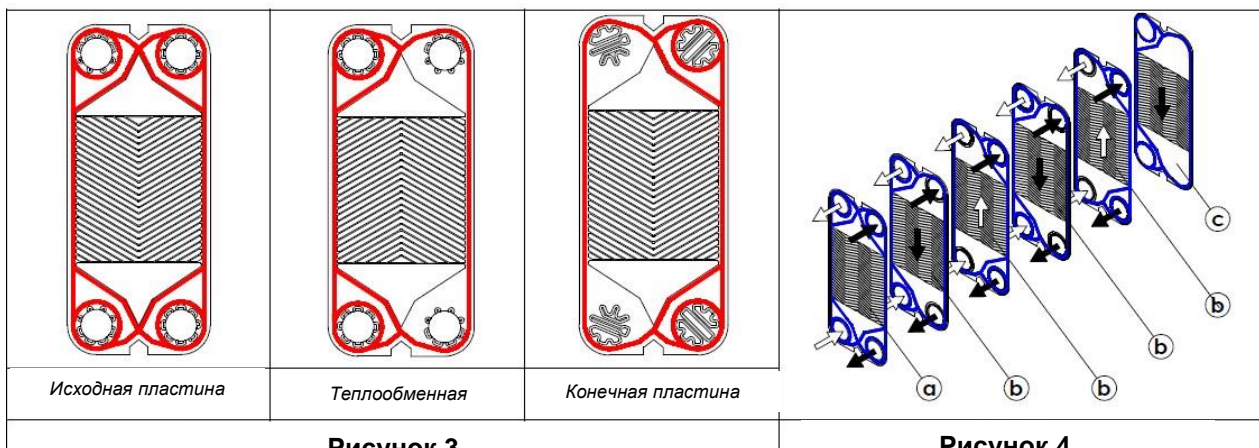 Исходная пластина
Теплообменная
Конечная пластина
a
b
b
b
b
c
Рисунок 3
Рисунок 4